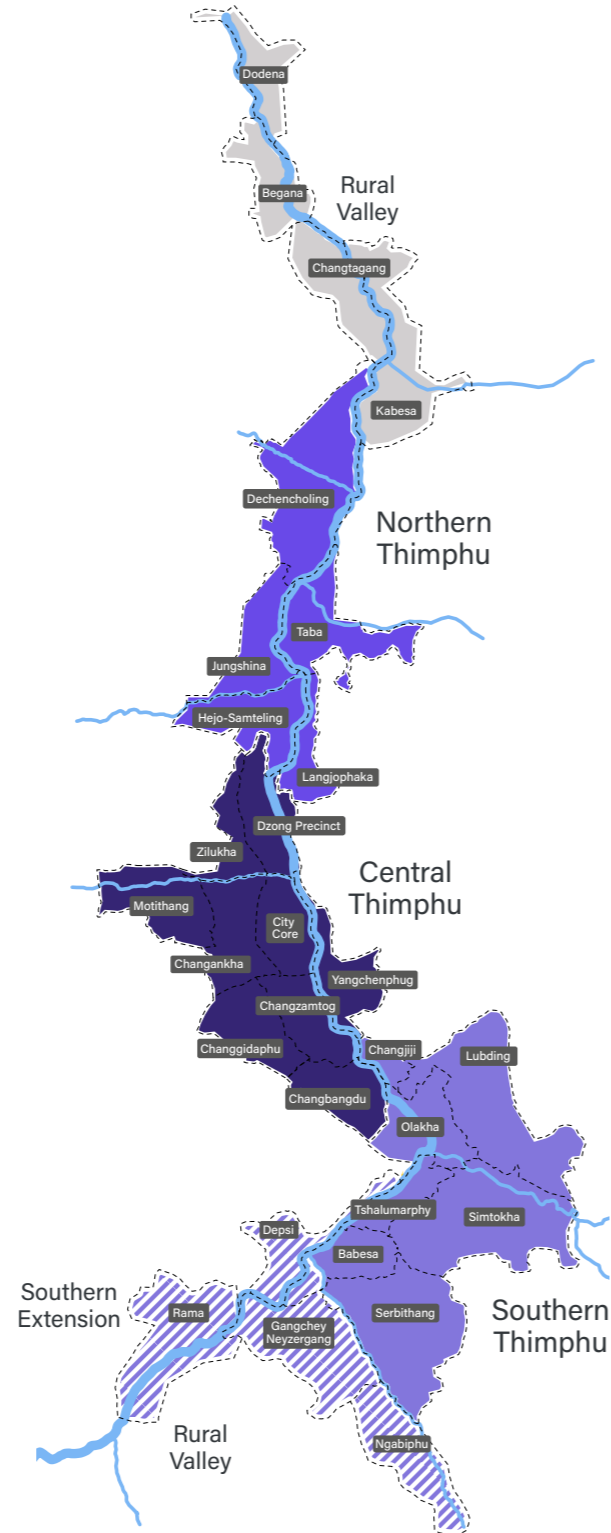 Dodena
Begana
Rural
Valley
Changtagang
Kabesa
Dechencholing
Northern
Thimphu
Taba
Jungshina
Hejo-Samteling
Langjophaka
Dzong Precinct
Zilukha
Central
Thimphu
Motithang
City
Core
Changankha
Yangchenphug
Changzamtog
Changgidaphu
Changjiji
Lubding
Changbangdu
Olakha
Tshalumarphy
Simtokha
Depsi
Babesa
Southern
Extension
Rama
Gangchey
Neyzergang
Serbithang
Southern
Thimphu
Rural
Valley
Ngabiphu